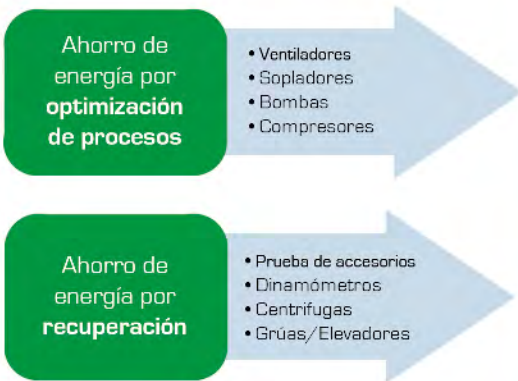 Ahorro de
energía por
optimización
de procesos
• Ventiladores
• Sopladores
• Bombas
• Compresores
Ahorro de
energía por
recuperación
• Prueba de accesorios
• Dinamómetros
• Centrifugas
• Grúas/Elevadores